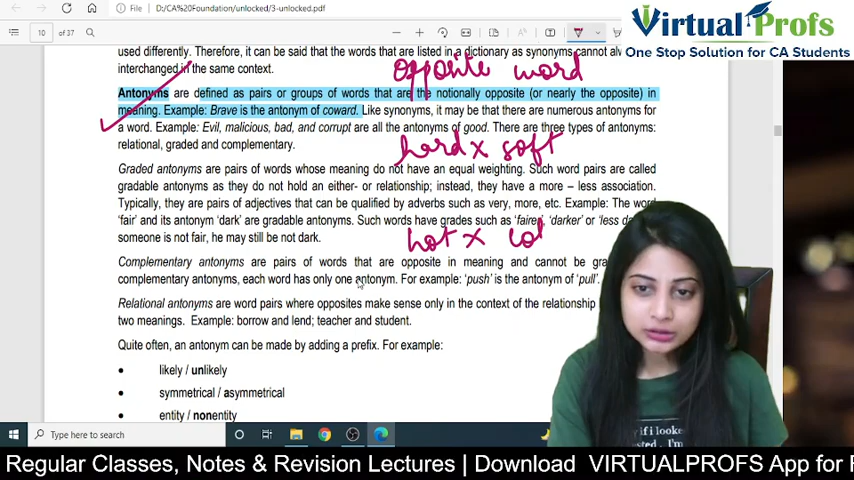 10 of 37
D:/CA%20Foundation/unlocked/3-unlocked.pdf
File
Virtual Profs
One Stop Solution for CA Students
used differently. Therefore, it can be said that the words that are listed in a dictionary as synonyms cannot
interchanged in the same context.
opposite word
Antonyms are defined as pairs or groups of words that are the notionally opposite (or nearly the opposite) in
meaning. Example: Brave is the antonym of coward. Like synonyms, it may be that there are numerous antonyms for
a word. Example: Evil, malicious, bad, and corrupt are all the antonyms of good. There are three types of antonyms:
relational, graded and complementary.
hard x soft
Graded antonyms are pairs of words whose meaning do not have an equal weighting. Such word pairs are called
gradable antonyms as they do not hold an either- or relationship; instead, they have a more – less association.
Typically, they are pairs of adjectives that can be qualified by adverbs such as very, more, etc. Example: The word
'fair' and its antonym 'dark' are gradable antonyms. Such words have grades such as 'fairer', 'darker' or 'less
someone is not fair, he may still be not dark.
hot x col
Complementary antonyms are pairs of words that are opposite in meaning and cannot be
complementary antonyms, each word has only one antonym. For example: 'push' is the antonym of 'pull'.
Relational antonyms are word pairs where opposites make sense only in the context of the relationship
two meanings. Example: borrow and lend; teacher and student.
Quite often, an antonym can be made by adding a prefix. For example:
• likely / unlikely
• symmetrical / asymmetrical
• entity / nonentity
if i looke
Type here to search
Regular Classes, Notes & Revision Lectures | Download VIRTUALPROFS App for